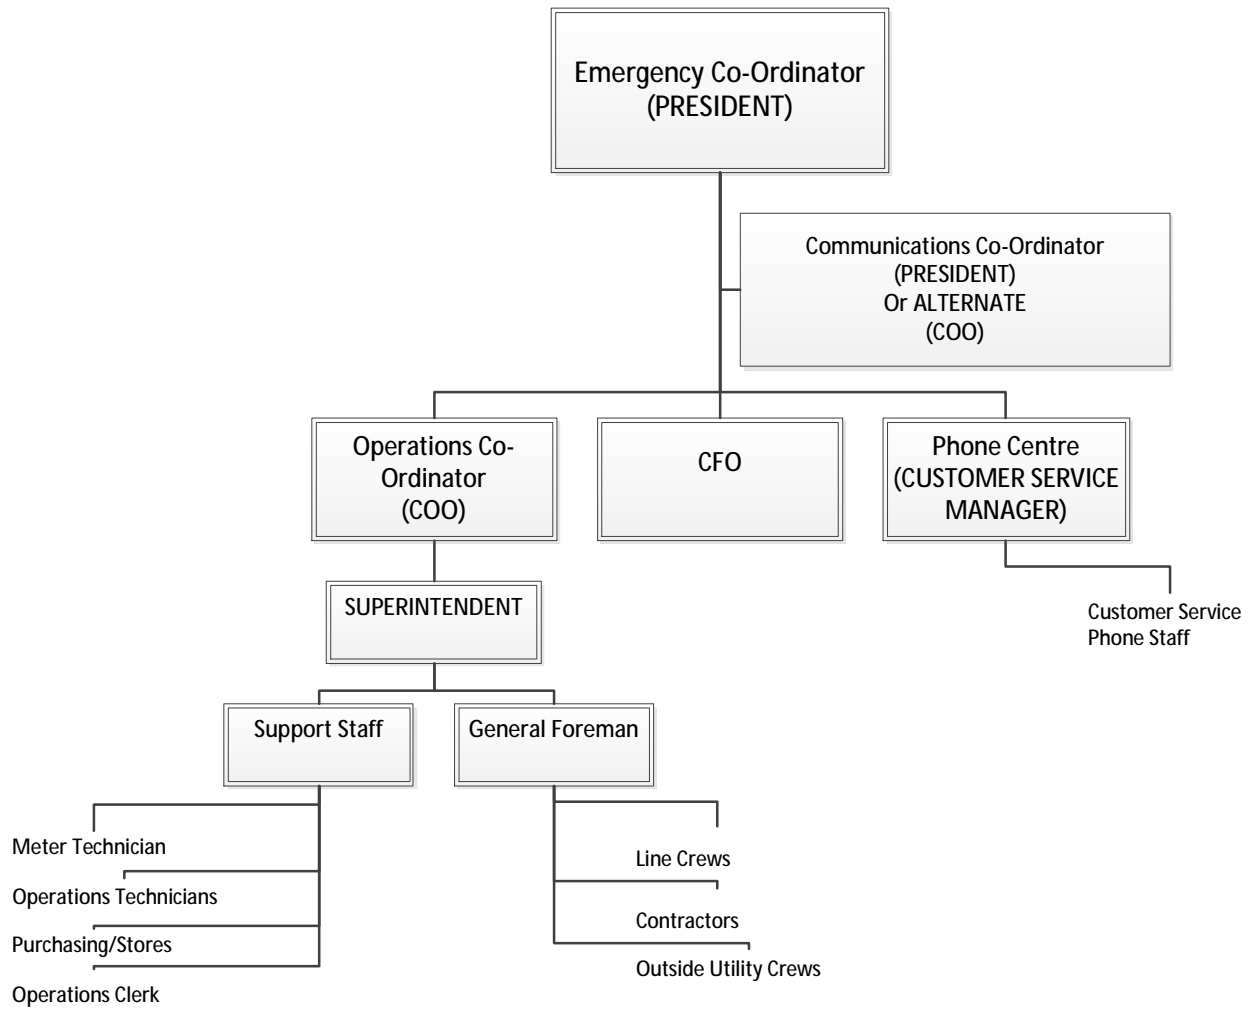 Emergency Co-Ordinator
(PRESIDENT)
Communications Co-Ordinator
(PRESIDENT)
Or ALTERNATE
(COO)
Operations Co-
Ordinator
(COO)
CFO
Phone Centre
(CUSTOMER SERVICE
MANAGER)
SUPERINTENDENT
Customer Service
Phone Staff
Support Staff
General Foreman
Meter Technician
Operations Technicians
Purchasing/Stores
Operations Clerk
Line Crews
Contractors
Outside Utility Crews